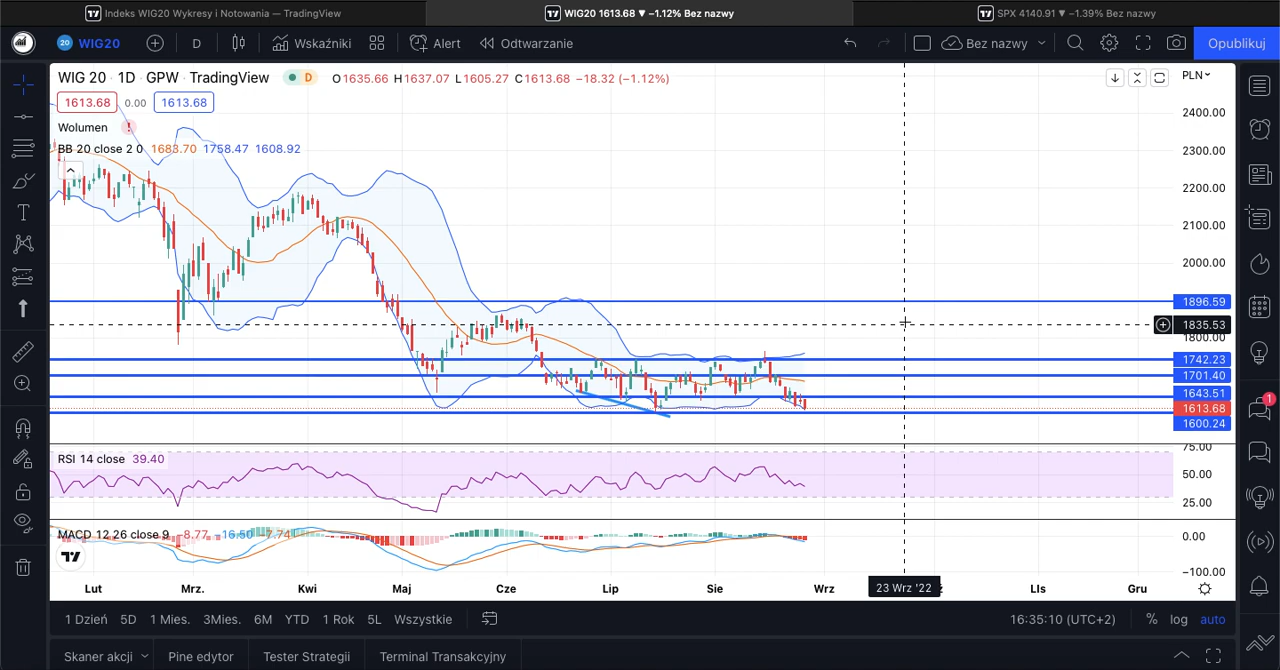 Indeks WIG20 Wykresy i Notowania — TradingView
WIG20 1613.68 ▼ −1.12% Bez nazwy
SPX 4140.91 ▼ −1.39% Bez nazwy
20 WIG20
D
Wskaźniki
Alert
Odtwarzanie
Bez nazwy
Opublikuj
WIG 20 · 1D · GPW · TradingView
D
O1635.66 H1637.07 L1605.27 C1613.68 −18.32 (−1.12%)
PLN
1613.68 0.00 1613.68
Wolumen !
BB 20 close 2 0 1683.70 1758.47 1608.92
2400.00
2300.00
2200.00
2100.00
2000.00
1896.59
1835.53
1800.00
1742.23
1701.40
1643.51
1613.68
1600.24
1
RSI 14 close 39.40
75.00
50.00
25.00
MACD 12 26 close 9 −8.77 −16.50 −7.74
0.00
−100.00
Lut Mrz. Kwi Maj Cze Lip Sie Wrz 23 Wrz '22 LIs Gru
1 Dzień 5D 1 Mies. 3Mies. 6M YTD 1 Rok 5L Wszystkie
16:35:10 (UTC+2) % log auto
Skaner akcji Pine edytor Tester Strategii Terminal Transakcyjny